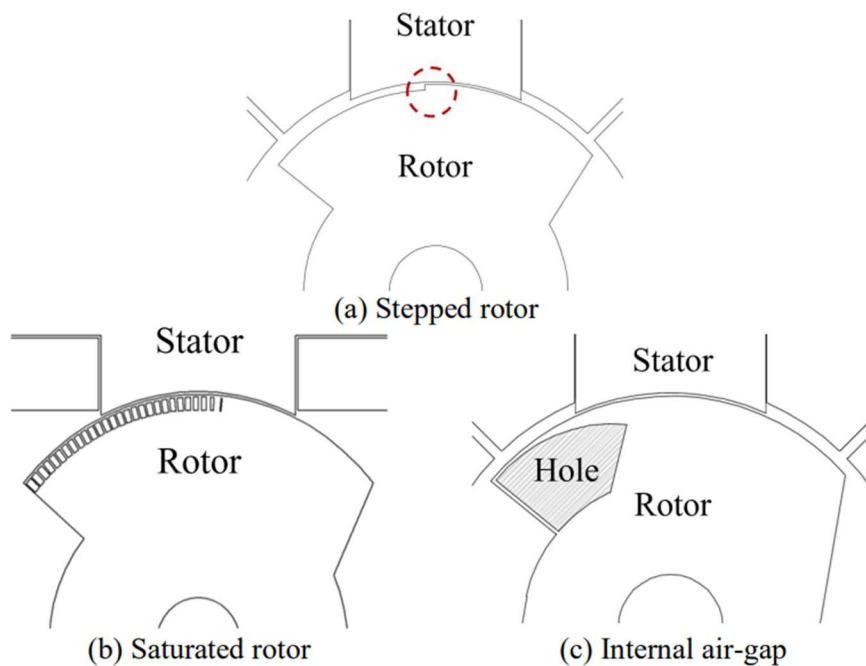 Stator
Rotor
(a) Stepped rotor
Stator
Rotor
(b) Saturated rotor
Stator
Hole
Rotor
(c) Internal air-gap